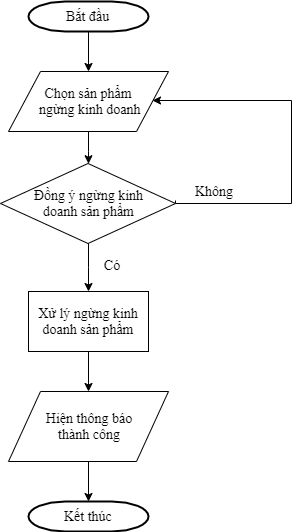 Bắt đầu
Chọn sản phẩm
ngừng kinh doanh
Đồng ý ngừng kinh
doanh sản phẩm
Không
Có
Xử lý ngừng kinh
doanh sản phẩm
Hiện thông báo
thành công
Kết thúc